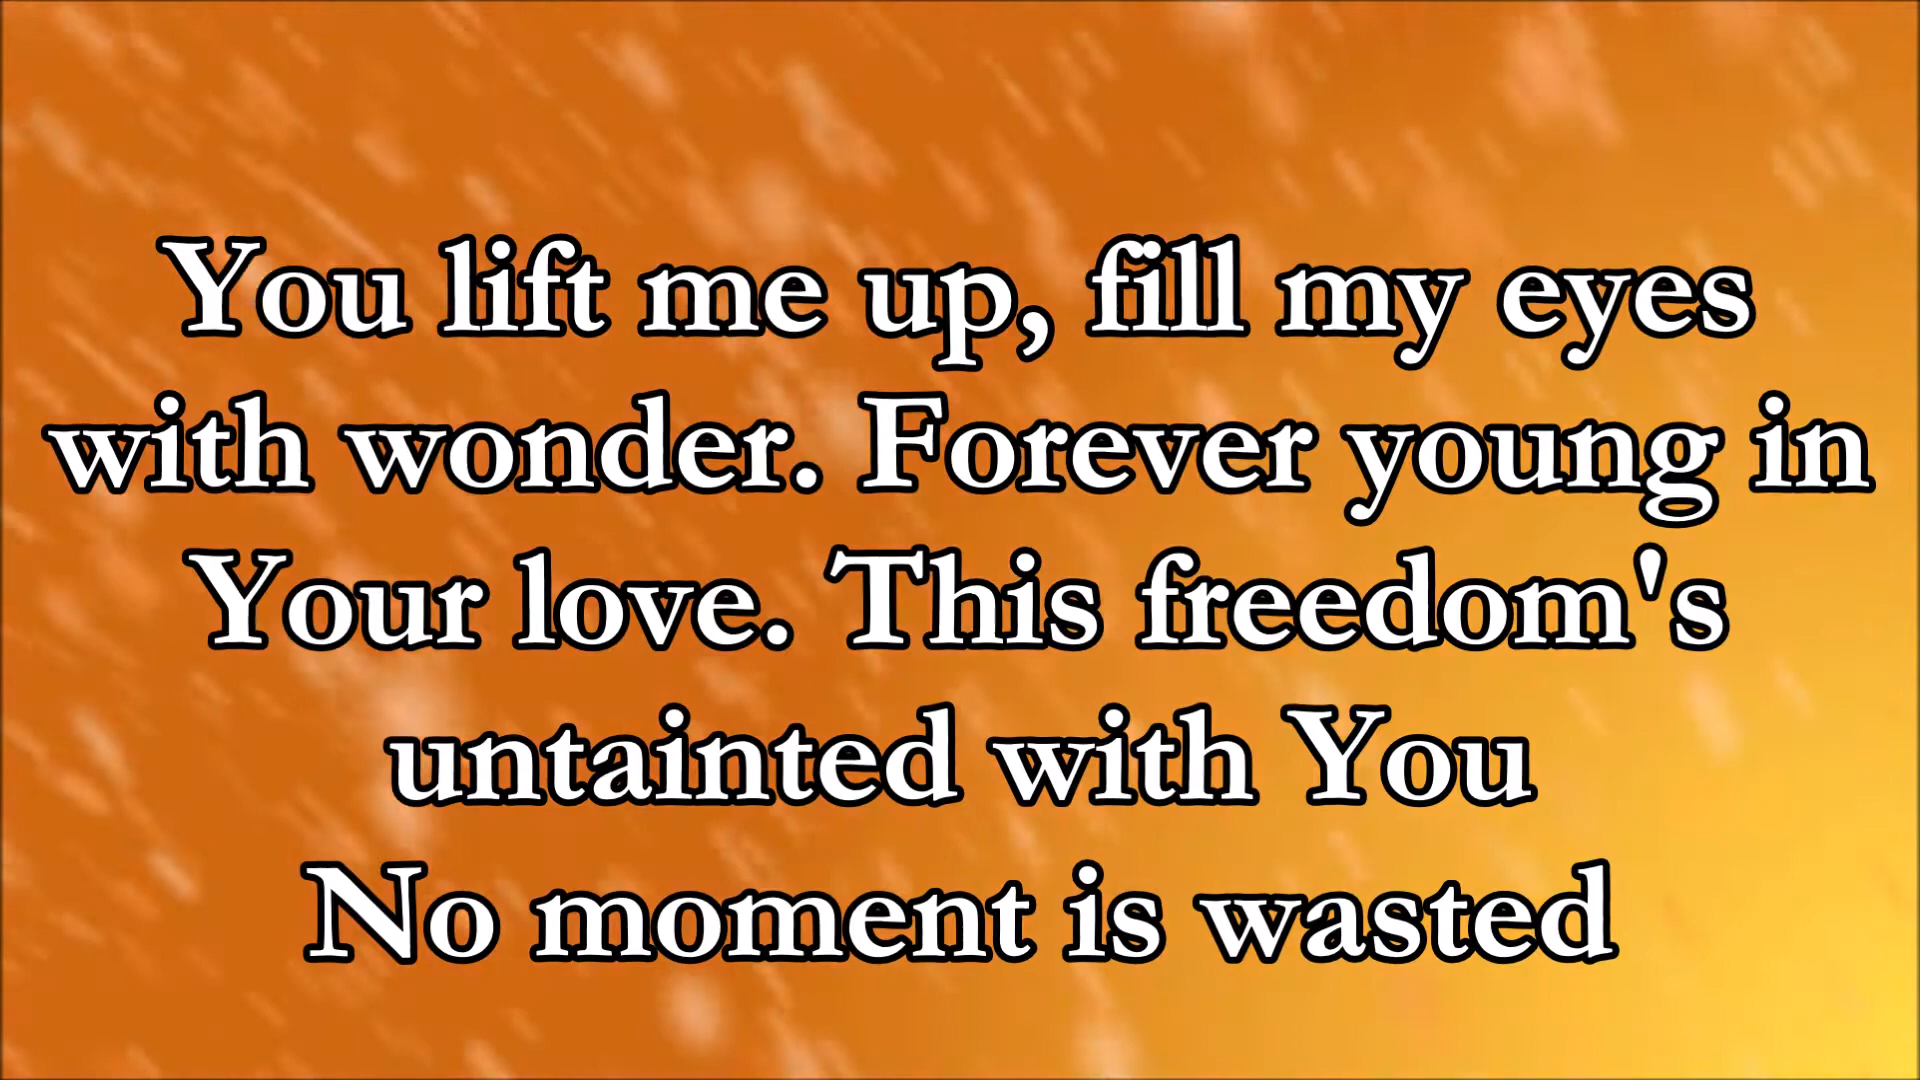 You lift me up, fill my eyes
with wonder. Forever young in
Your love. This freedom's
untainted with You
No moment is wasted